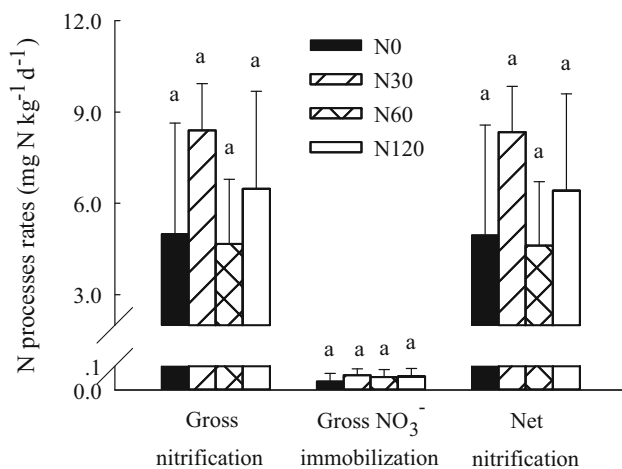 N processes rates (mg N kg⁻¹ d⁻¹)
12.0
9.0
6.0
3.0
.1
0.0
N0
N30
N60
N120
a a a a
a a a a
a a a a
Gross Gross NO₃⁻ Net
nitrification immobilization nitrification